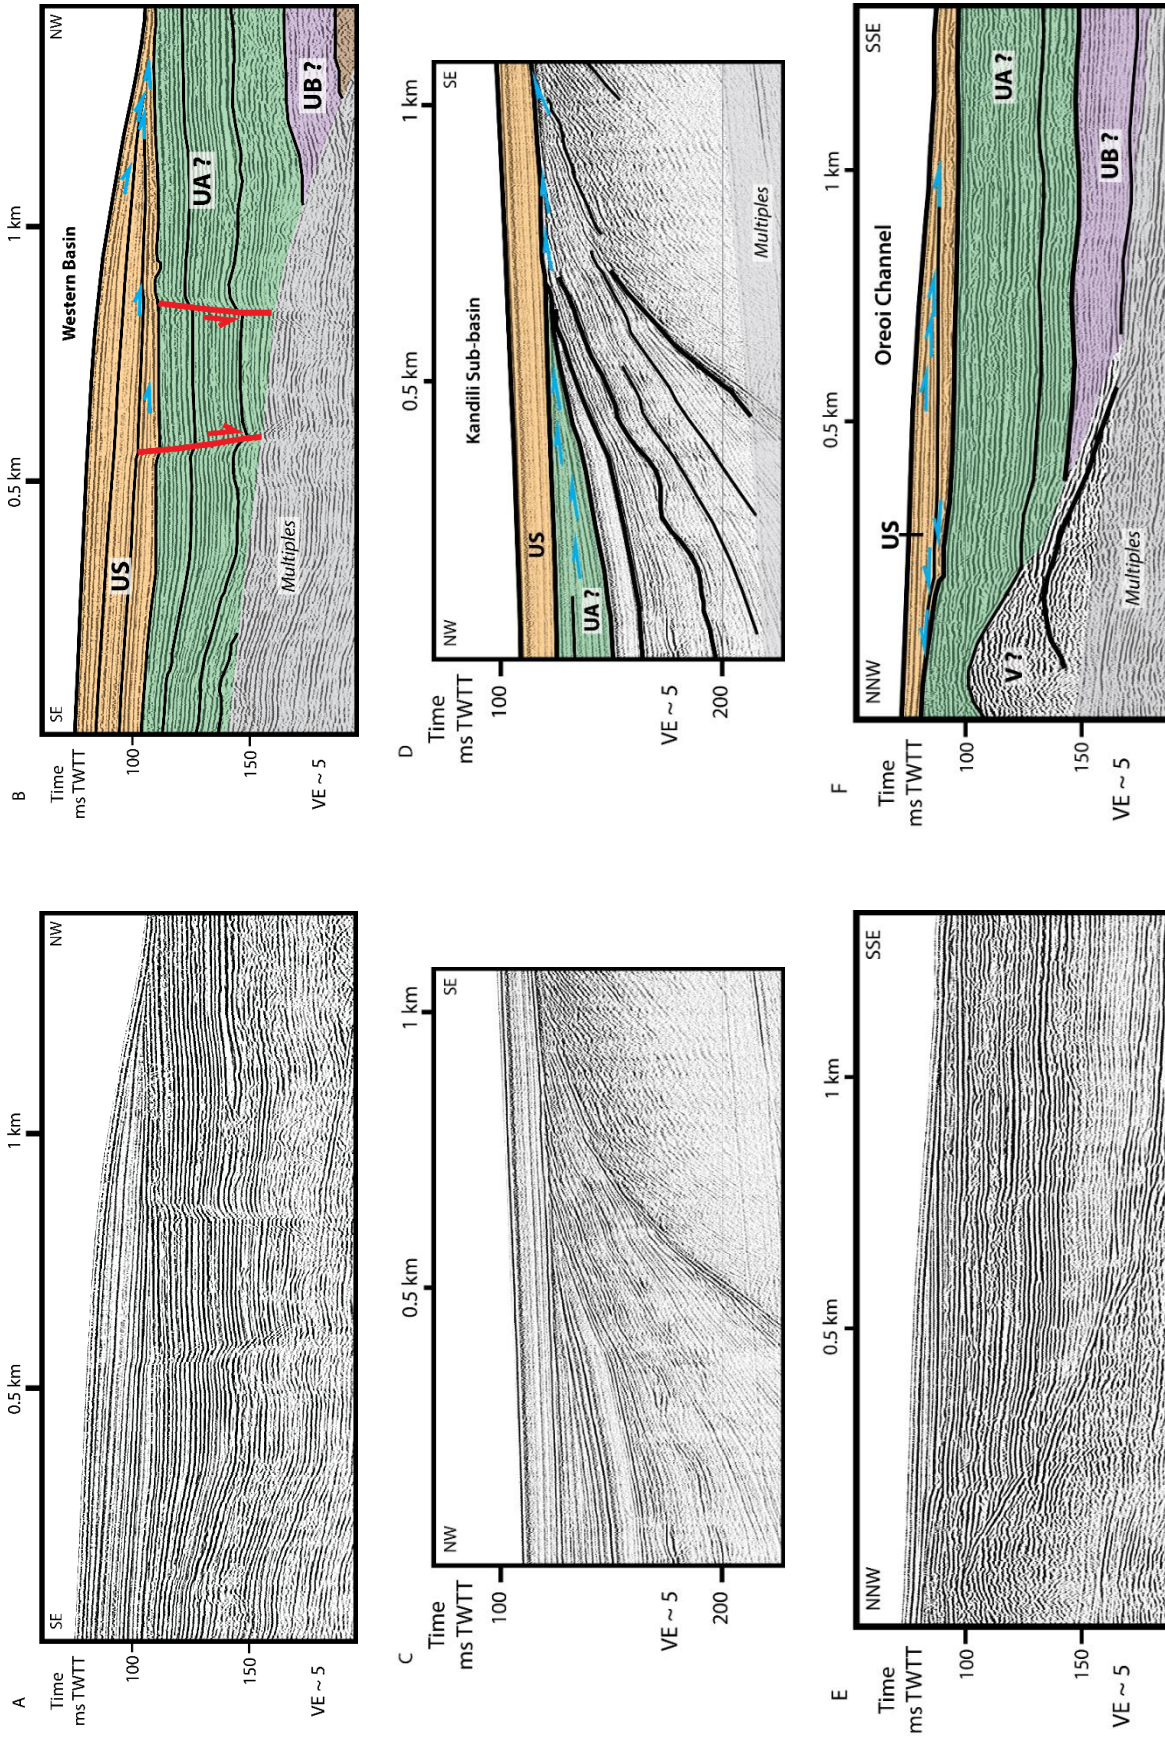 A
Time
ms TWTT
100
150
VE ~ 5
SE
NW
0.5 km
1 km
B
Time
ms TWTT
100
150
VE ~ 5
SE
NW
0.5 km
1 km
Western Basin
US
UA ?
UB ?
Multiples
C
Time
ms TWTT
100
200
VE ~ 5
NW
SE
0.5 km
1 km
D
Time
ms TWTT
100
200
VE ~ 5
NW
SE
0.5 km
1 km
Kandili Sub-basin
US
UA ?
Multiples
E
Time
ms TWTT
100
150
VE ~ 5
NNW
SSE
0.5 km
1 km
F
Time
ms TWTT
100
150
VE ~ 5
NNW
SSE
US
0.5 km
1 km
Oreoi Channel
UA ?
UB ?
V ?
Multiples